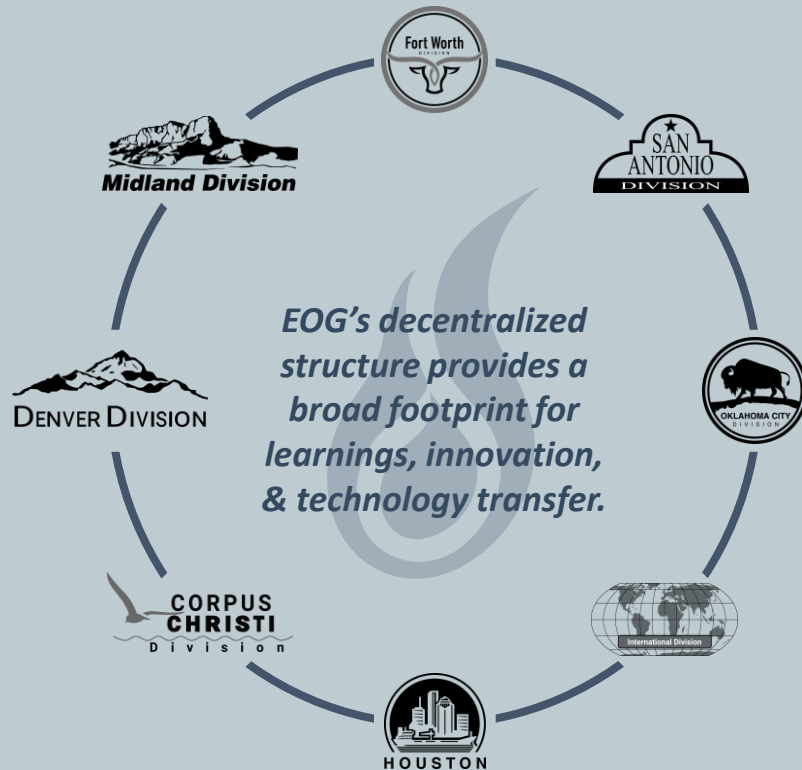 Fort Worth
DIVISION
SAN
ANTONIO
DIVISION
Midland Division
EOG’s decentralized
structure provides a
broad footprint for
learnings, innovation,
& technology transfer.
DENVER DIVISION
OKLAHOMA CITY
DIVISION
CORPUS
CHRISTI
Division
International Division
HOUSTON